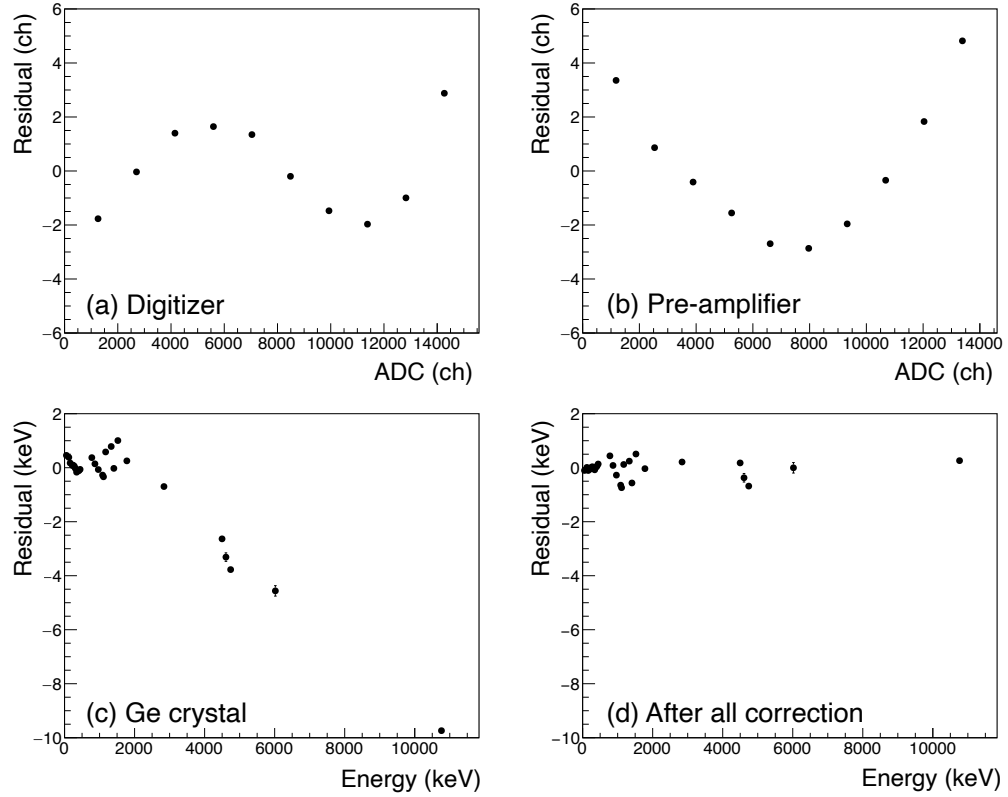 6
4
2
0
−2
−4
−6
Residual (ch)
(a) Digitizer
0 2000 4000 6000 8000 10000 12000 14000
ADC (ch)
6
4
2
0
−2
−4
−6
Residual (ch)
(b) Pre-amplifier
0 2000 4000 6000 8000 10000 12000 14000
ADC (ch)
2
0
−2
−4
−6
−8
−10
Residual (keV)
(c) Ge crystal
0 2000 4000 6000 8000 10000
Energy (keV)
2
0
−2
−4
−6
−8
−10
Residual (keV)
(d) After all correction
0 2000 4000 6000 8000 10000
Energy (keV)